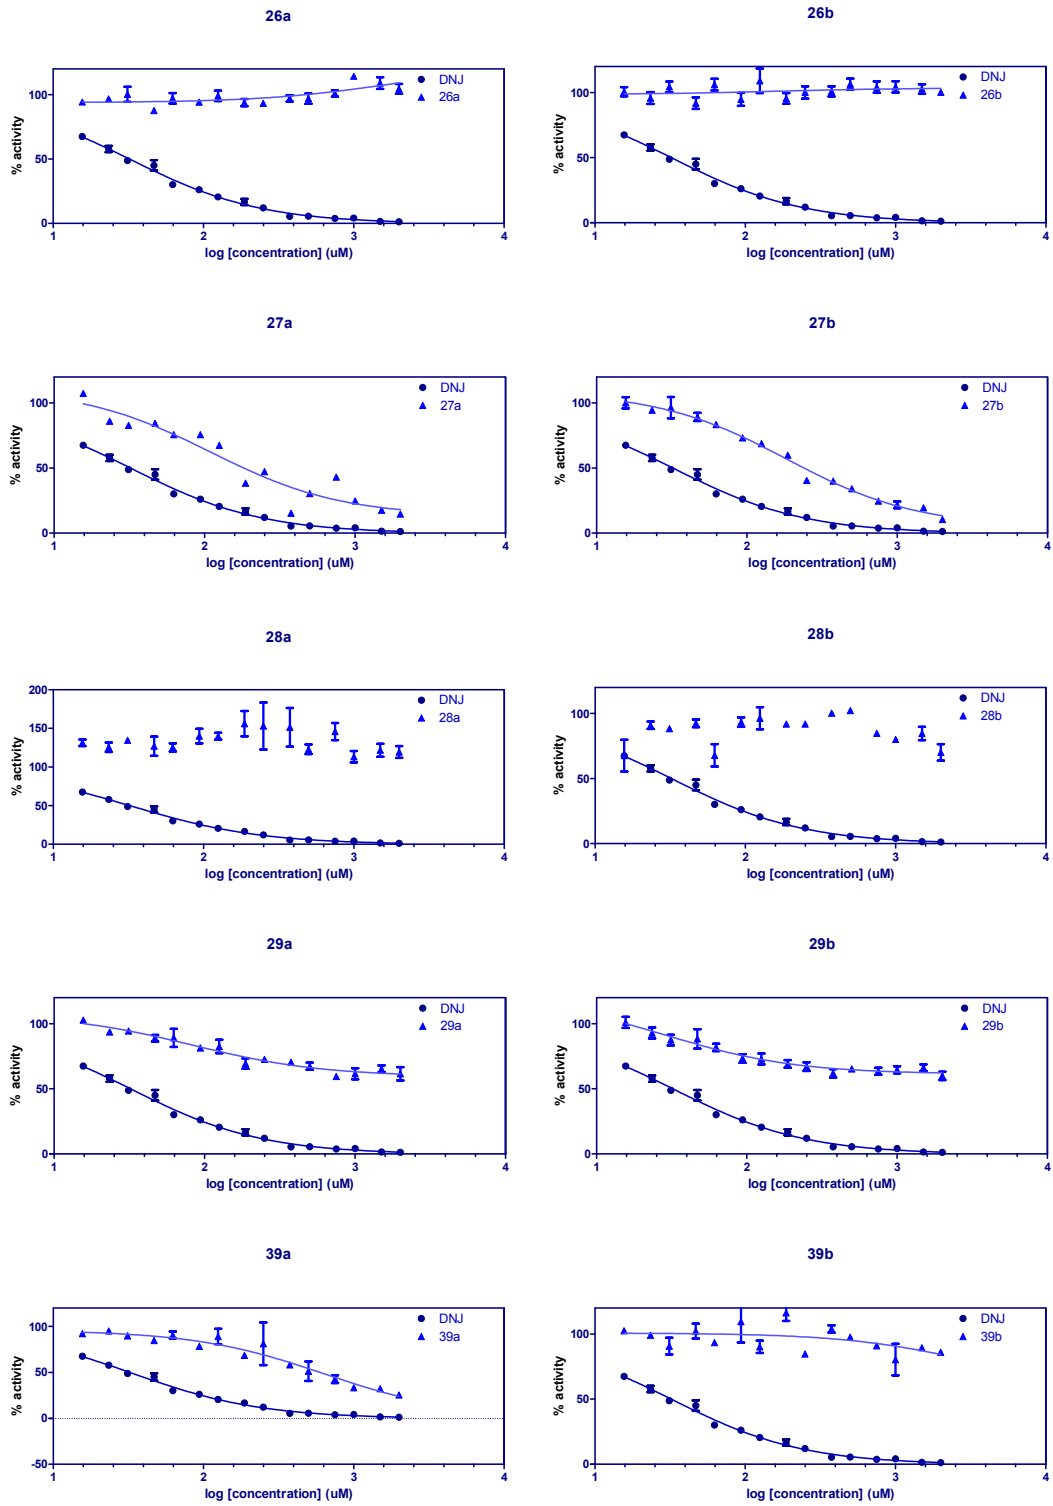 26a
% activity
100
50
0
DNJ
26a
1
2
3
4
log [concentration] (uM)
26b
% activity
100
50
0
DNJ
26b
1
2
3
4
log [concentration] (uM)
27a
% activity
100
50
0
DNJ
27a
1
2
3
4
log [concentration] (uM)
27b
% activity
100
50
0
DNJ
27b
1
2
3
4
log [concentration] (uM)
28a
% activity
200
150
100
50
0
DNJ
28a
1
2
3
4
log [concentration] (uM)
28b
% activity
100
50
0
DNJ
28b
1
2
3
4
log [concentration] (uM)
29a
% activity
100
50
0
DNJ
29a
1
2
3
4
log [concentration] (uM)
29b
% activity
100
50
0
DNJ
29b
1
2
3
4
log [concentration] (uM)
39a
% activity
100
50
0
-50
DNJ
39a
1
2
3
4
log [concentration] (uM)
39b
% activity
100
50
0
DNJ
39b
1
2
3
4
log [concentration] (uM)